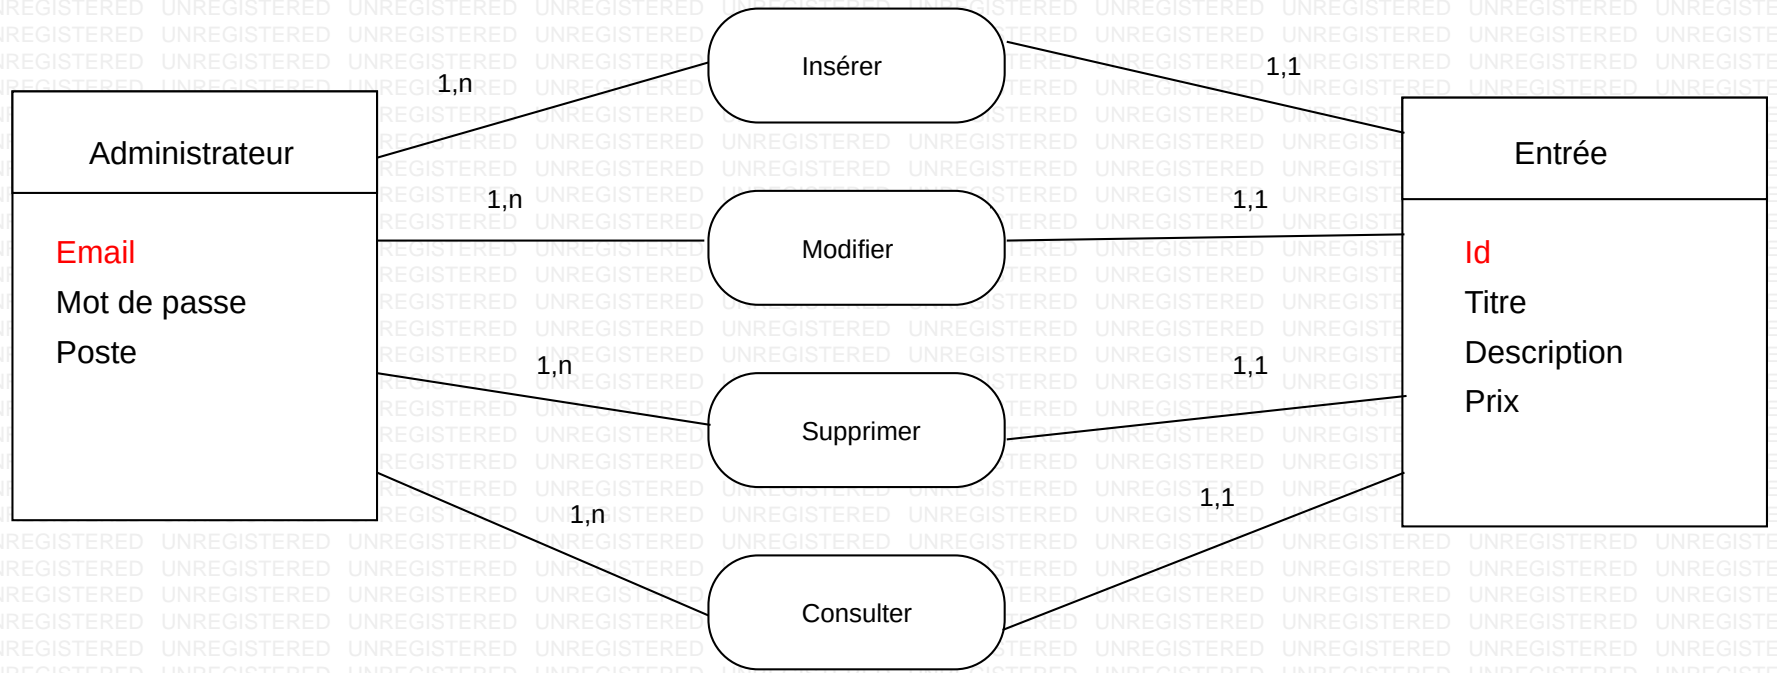 Insérer
1,n
1,1
Administrateur
Entrée
1,n
1,1
Modifier
Email
Mot de passe
Poste
Id
Titre
Description
Prix
1,n
1,1
Supprimer
1,n
1,1
Consulter
UNREGISTERED